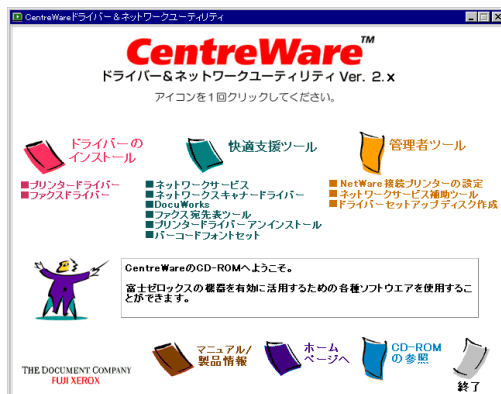 CentreWareドライバー＆ネットワークユーティリティ
CentreWare™
ドライバー＆ネットワークユーティリティ Ver. 2.x
アイコンを1回クリックしてください。
ドライバーの
インストール
■プリンタードライバー
■ファクスドライバー
快適支援ツール
■ネットワークサービス
■ネットワークスキャナードライバー
■DocuWorks
■ファクス宛先表ツール
■プリンタードライバーアンインストール
■バーコードフォントセット
管理者ツール
■NetWare接続プリンターの設定
■ネットワークサービス補助ツール
■ドライバーセットアップディスク作成
CentreWareのCD-ROMへようこそ。
富士ゼロックスの機器を有効に活用するための各種ソフトウエアを使用するこ
とができます。
THE DOCUMENT COMPANY
FUJI XEROX
マニュアル/
製品情報
ホーム
ページへ
CD-ROM
の参照
終了